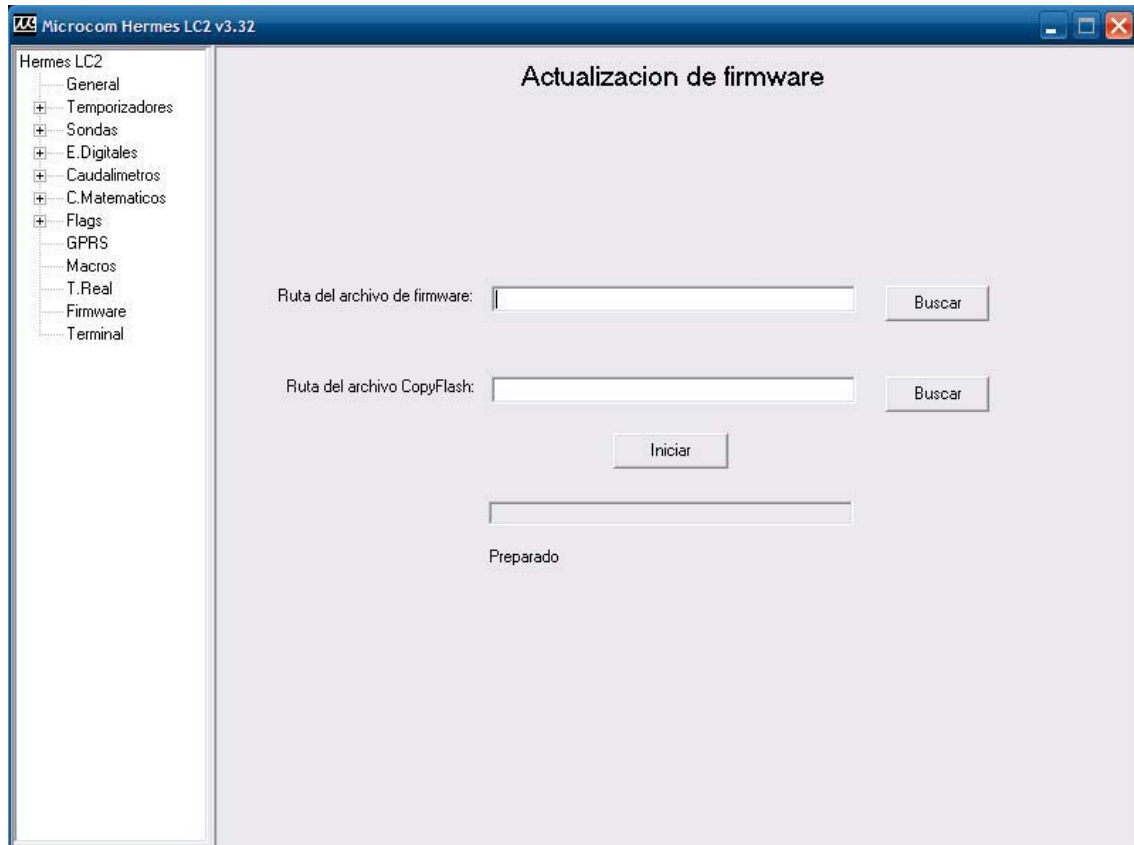 Microcom Hermes LC2 v3.32
Hermes LC2
General
Temporizadores
Sondas
E.Digitales
Caudalimetros
C.Matematicos
Flags
GPRS
Macros
T.Real
Firmware
Terminal
Actualizacion de firmware
Ruta del archivo de firmware:
Buscar
Ruta del archivo CopyFlash:
Buscar
Iniciar
Preparado